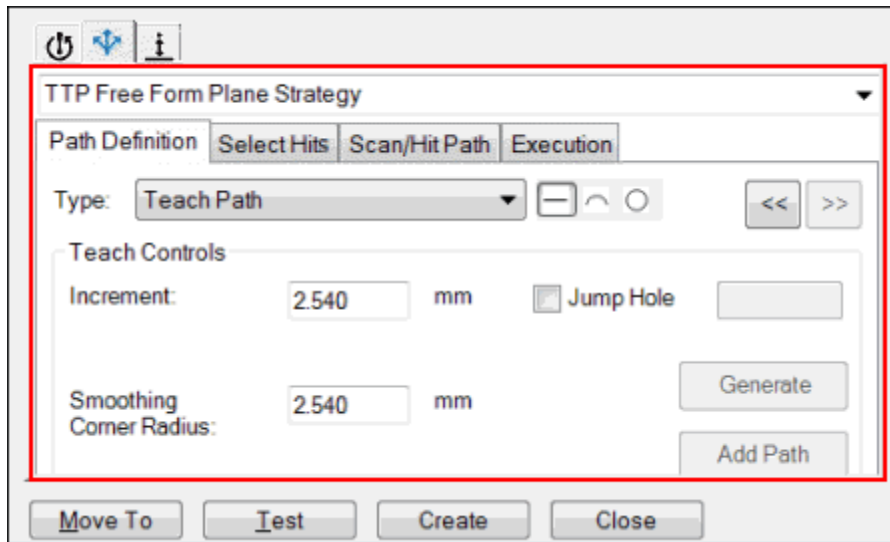 TTP Free Form Plane Strategy
Path Definition Select Hits Scan/Hit Path Execution
Type: Teach Path << >>
Teach Controls
Increment: 2.540 mm Jump Hole
Generate
Smoothing
Corner Radius: 2.540 mm
Add Path
Move To Test Create Close